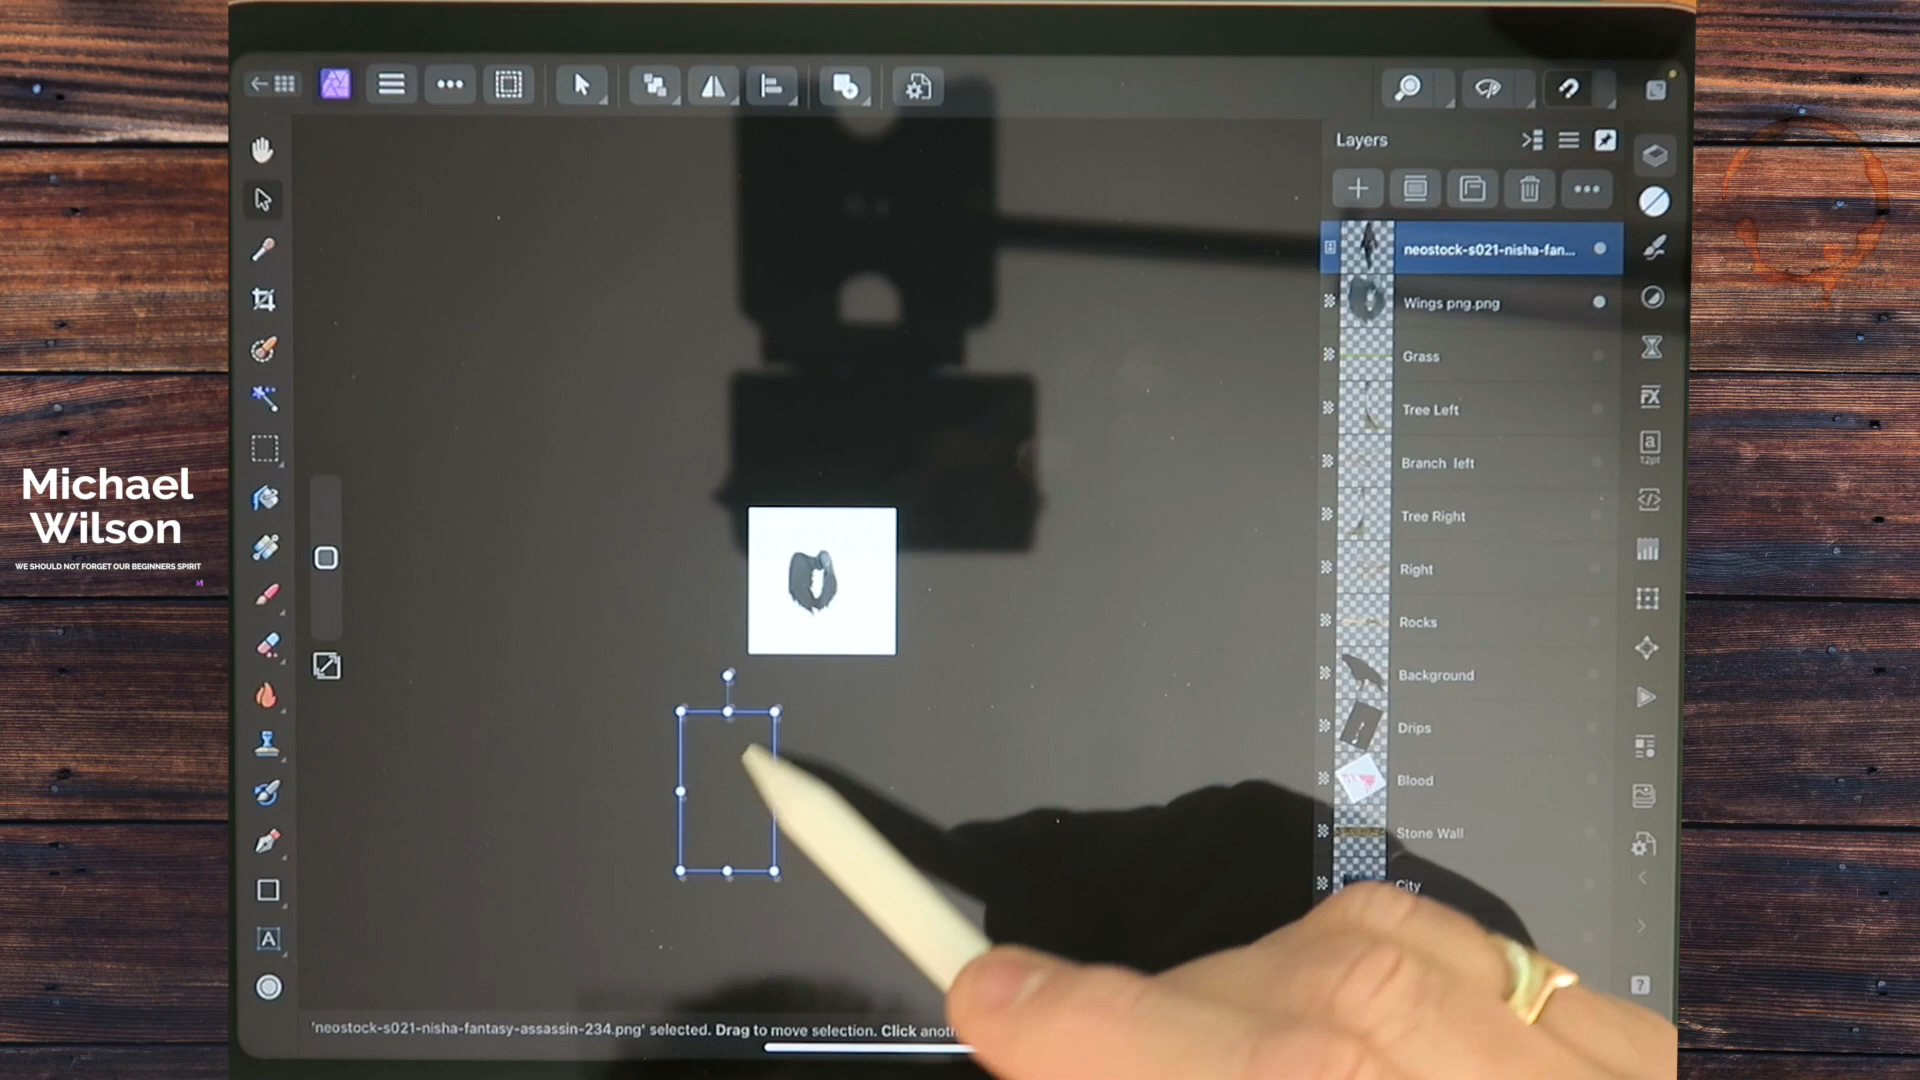 Layers
neostock-s021-nisha-fan...
Wings png.png
Grass
Tree Left
Branch left
Tree Right
Right
Rocks
Background
Drips
Blood
Stone Wall
City
FX
a
12pt
A
?
Michael
Wilson
WE SHOULD NOT FORGET OUR BEGINNERS SPIRIT
M
'neostock-s021-nisha-fantasy-assassin-234.png' selected. Drag to move selection. Click anoth